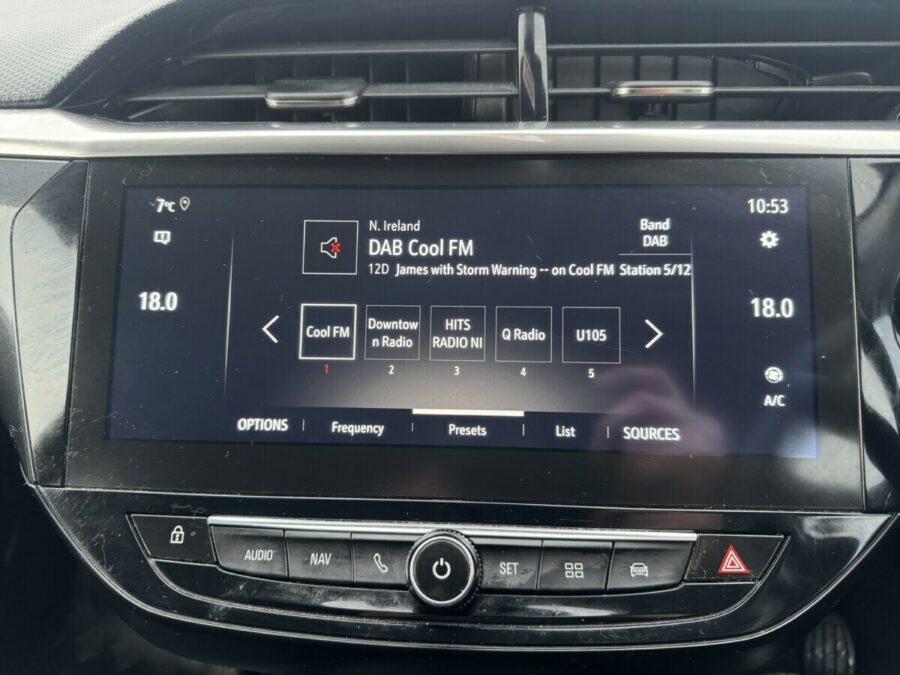 7°C
10:53
N. Ireland
Band
DAB Cool FM
DAB
12D James with Storm Warning -- on Cool FM Station 5/12
18.0
18.0
Cool FM
Downtow
n Radio
HITS
RADIO NI
Q Radio
U105
1 2 3 4 5
A/C
OPTIONS Frequency Presets List SOURCES
AUDIO NAV SET